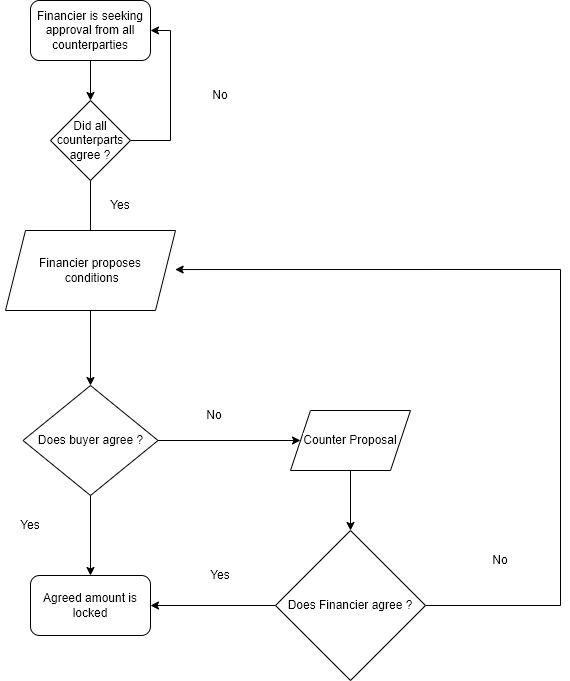 Financier is seeking
approval from all
counterparties
No
Did all
counterparts
agree ?
Yes
Financier proposes
conditions
No
Does buyer agree ?
Counter Proposal
Yes
No
Yes
Agreed amount is
locked
Does Financier agree ?